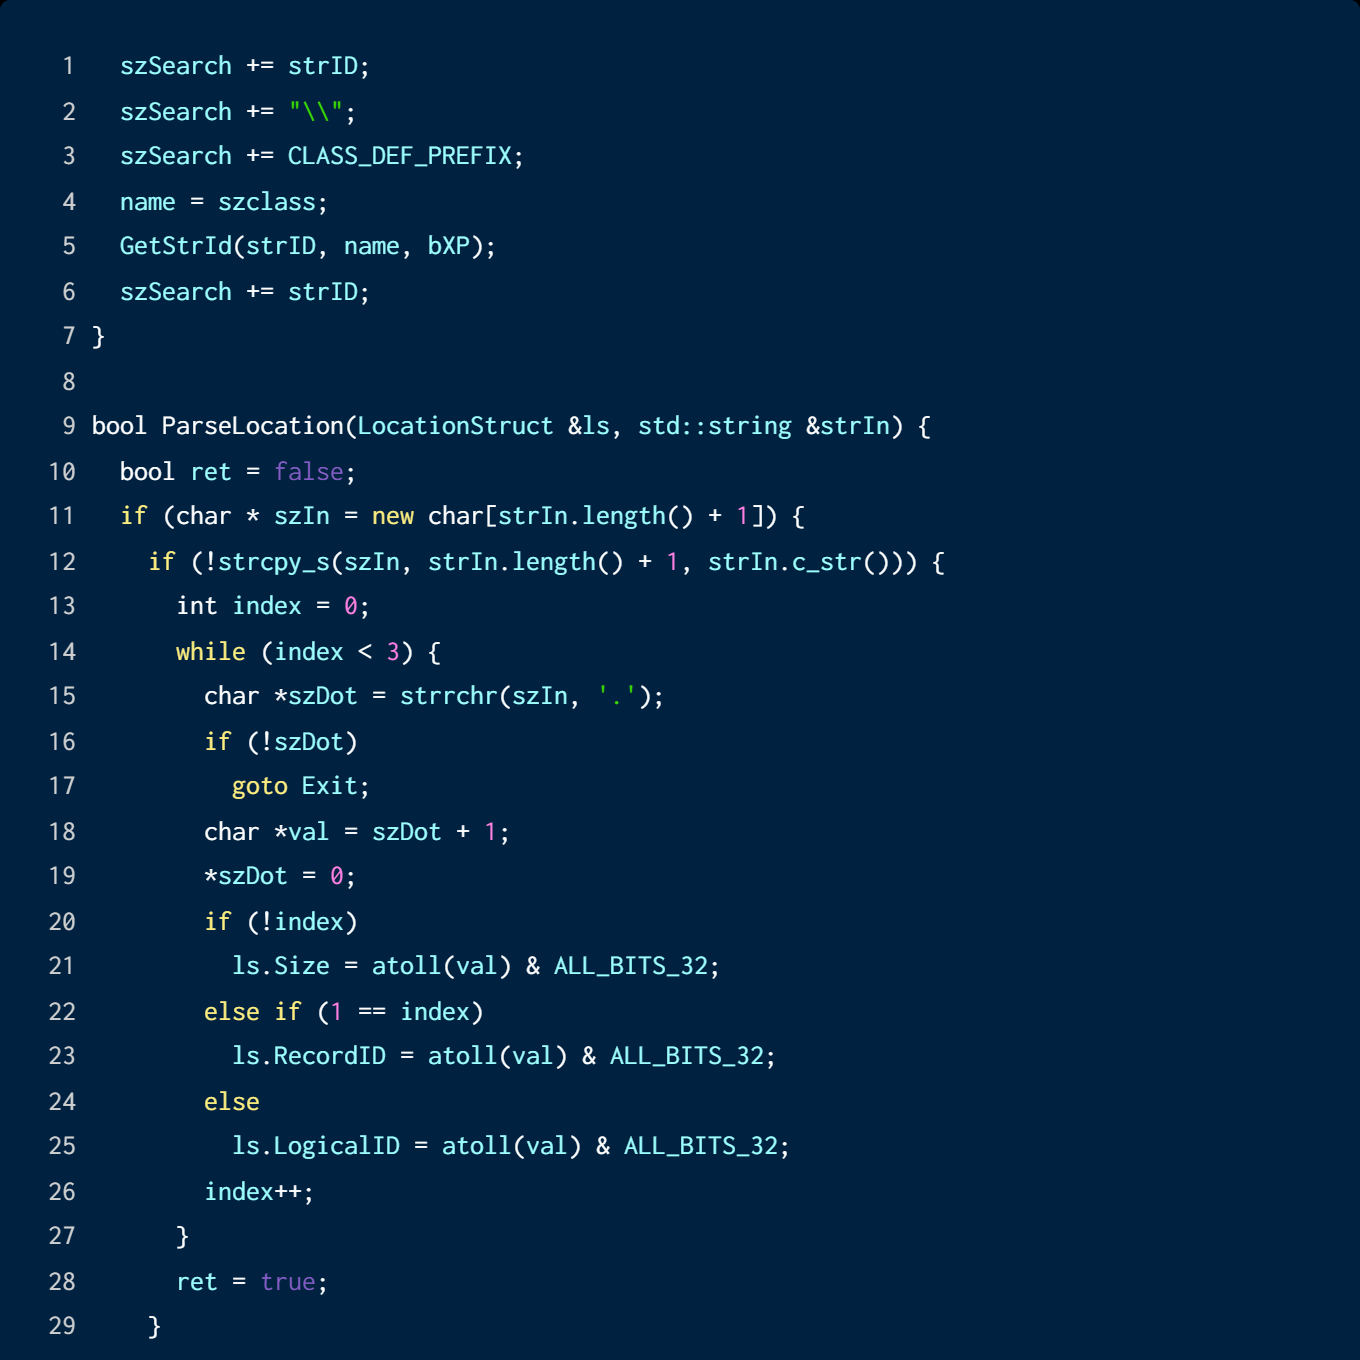 1   szSearch += strID;
2   szSearch += "\\";
3   szSearch += CLASS_DEF_PREFIX;
4   name = szclass;
5   GetStrId(strID, name, bXP);
6   szSearch += strID;
7 }
8
9 bool ParseLocation(LocationStruct &ls, std::string &strIn) {
10   bool ret = false;
11   if (char * szIn = new char[strIn.length() + 1]) {
12     if (!strcpy_s(szIn, strIn.length() + 1, strIn.c_str())) {
13       int index = 0;
14       while (index < 3) {
15         char *szDot = strrchr(szIn, '.');
16         if (!szDot)
17           goto Exit;
18         char *val = szDot + 1;
19         *szDot = 0;
20         if (!index)
21           ls.Size = atoll(val) & ALL_BITS_32;
22         else if (1 == index)
23           ls.RecordID = atoll(val) & ALL_BITS_32;
24         else
25           ls.LogicalID = atoll(val) & ALL_BITS_32;
26         index++;
27       }
28       ret = true;
29     }